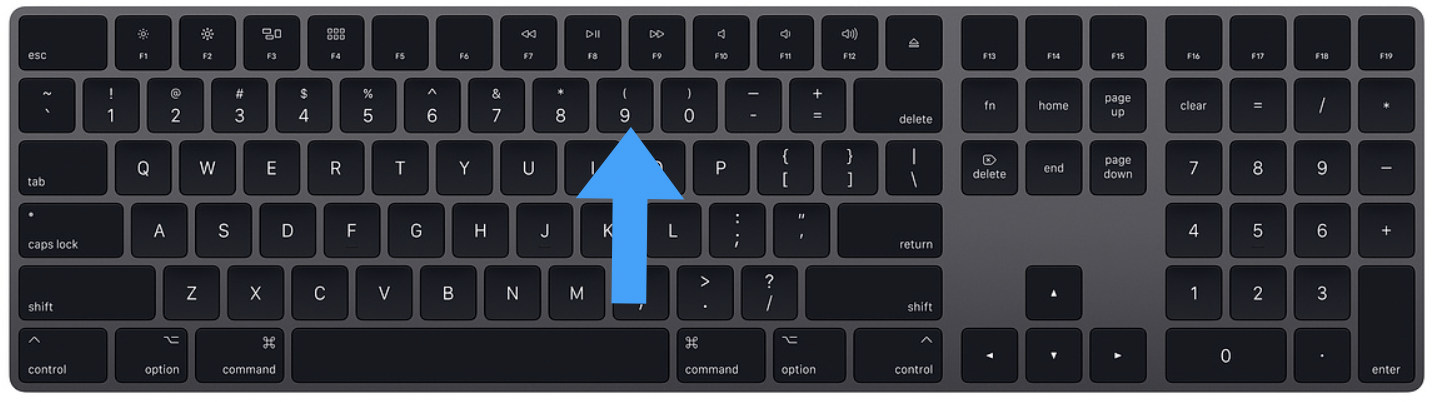 esc F1 F2 F3 F4 F5 F6 F7 F8 F9 F10 F11 F12 F13 F14 F15 F16 F17 F18 F19
~ ! @ # $ % ^ & * ( ) — +
` 1 2 3 4 5 6 7 8 9 0 - = delete fn home page up clear = / *
tab Q W E R T Y U P { [ } ] | \ delete end page down 7 8 9 −
caps lock A S D F G H J K L : ; " ' return 4 5 6 +
shift Z X C V B N M , > . ? / shift 1 2 3
control option command command option control 0 . enter